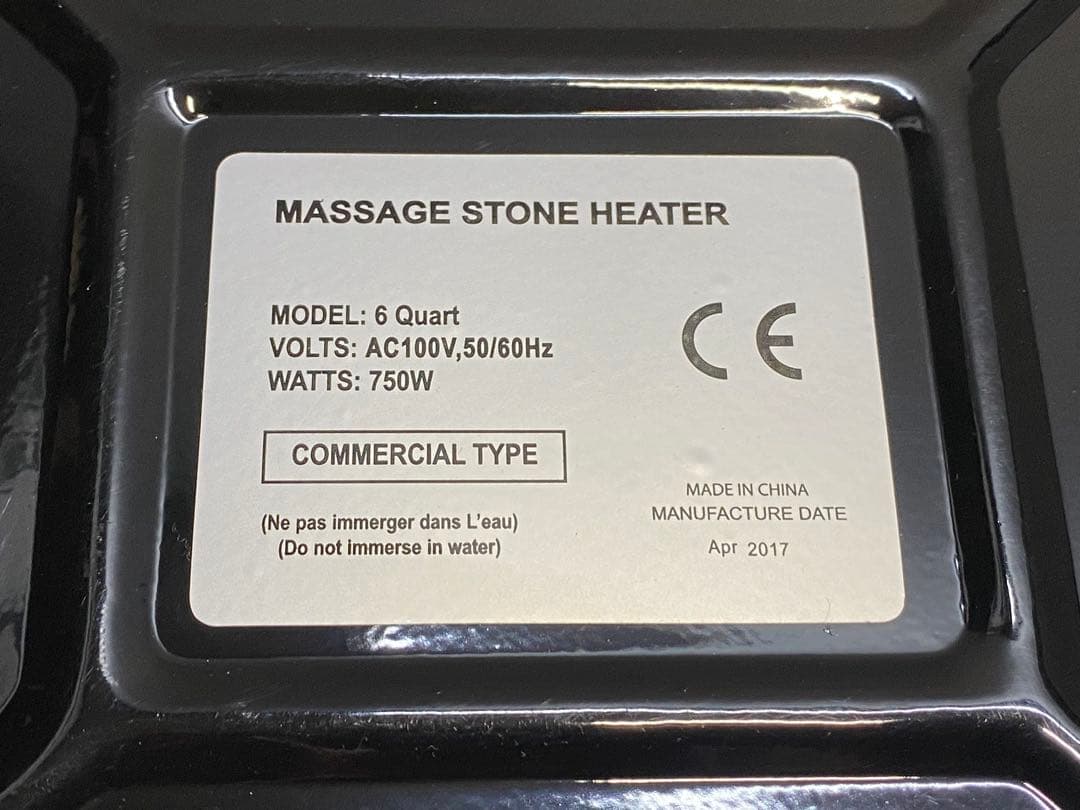 MASSAGE STONE HEATER
MODEL: 6 Quart
VOLTS: AC100V,50/60Hz
WATTS: 750W
CE
COMMERCIAL TYPE
(Ne pas immerger dans L'eau)
(Do not immerse in water)
MADE IN CHINA
MANUFACTURE DATE
Apr 2017